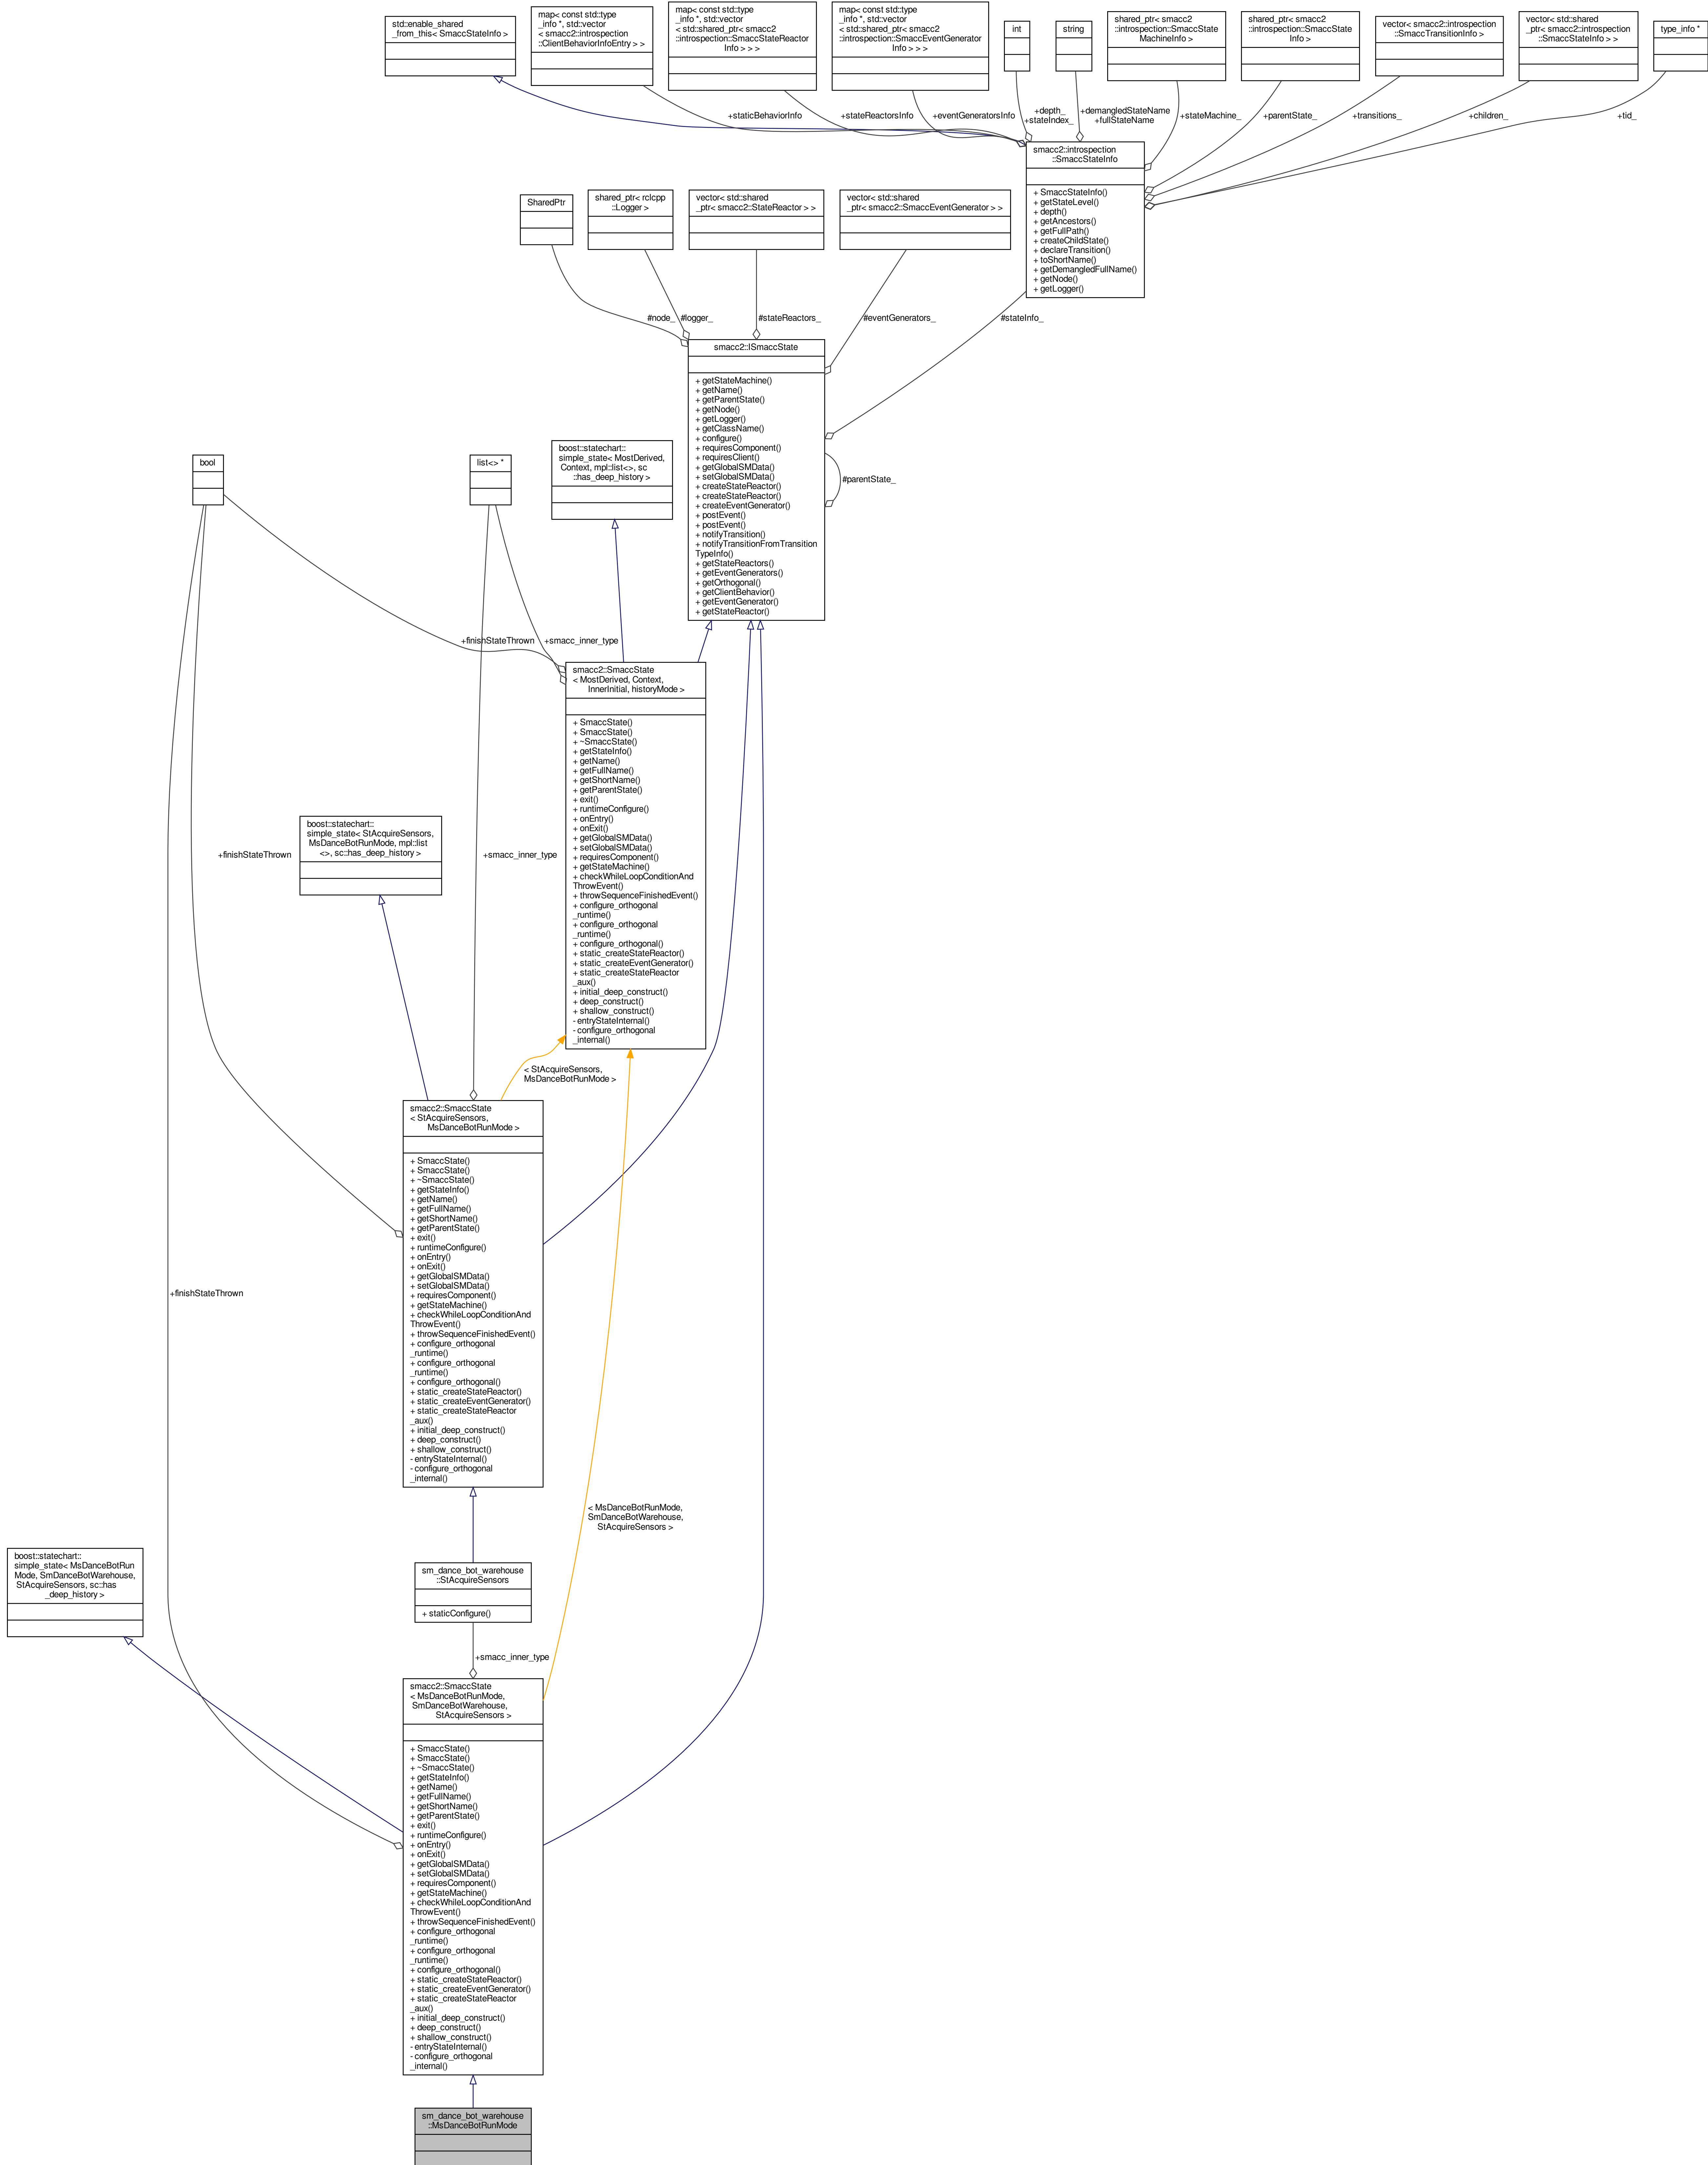 std::enable_shared
_from_this< SmaccStateInfo >
map< const std::type
_info *, std::vector
< smacc2::introspection
::ClientBehaviorInfoEntry > >
map< const std::type
_info *, std::vector
< std::shared_ptr< smacc2
::introspection::SmaccStateReactor
Info > > >
map< const std::type
_info *, std::vector
< std::shared_ptr< smacc2
::introspection::SmaccEventGenerator
Info > > >
int
string
shared_ptr< smacc2
::introspection::SmaccState
MachineInfo >
shared_ptr< smacc2
::introspection::SmaccState
Info >
vector< smacc2::introspection
::SmaccTransitionInfo >
vector< std::shared
_ptr< smacc2::introspection
::SmaccStateInfo > >
type_info *
+staticBehaviorInfo
+stateReactorsInfo
+eventGeneratorsInfo
+depth_
+stateIndex_
+demangledStateName
+fullStateName
+stateMachine_
+parentState_
+transitions_
+children_
+tid_
smacc2::introspection
::SmaccStateInfo
+ SmaccStateInfo()
+ getStateLevel()
+ depth()
+ getAncestors()
+ getFullPath()
+ createChildState()
+ declareTransition()
+ toShortName()
+ getDemangledFullName()
+ getNode()
+ getLogger()
SharedPtr
shared_ptr< rclcpp
::Logger >
vector< std::shared
_ptr< smacc2::StateReactor > >
vector< std::shared
_ptr< smacc2::SmaccEventGenerator > >
#node_
#logger_
#stateReactors_
#eventGenerators_
#stateInfo_
smacc2::ISmaccState
+ getStateMachine()
+ getName()
+ getParentState()
+ getNode()
+ getLogger()
+ getClassName()
+ configure()
+ requiresComponent()
+ requiresClient()
+ getGlobalSMData()
+ setGlobalSMData()
+ createStateReactor()
+ createStateReactor()
+ createEventGenerator()
+ postEvent()
+ postEvent()
+ notifyTransition()
+ notifyTransitionFromTransition
TypeInfo()
+ getStateReactors()
+ getEventGenerators()
+ getOrthogonal()
+ getClientBehavior()
+ getEventGenerator()
+ getStateReactor()
#parentState_
bool
list<> *
boost::statechart::
simple_state< MostDerived,
Context, mpl::list<>, sc
::has_deep_history >
+finishStateThrown
+smacc_inner_type
smacc2::SmaccState
< MostDerived, Context,
InnerInitial, historyMode >
+ SmaccState()
+ SmaccState()
+ ~SmaccState()
+ getStateInfo()
+ getName()
+ getFullName()
+ getShortName()
+ getParentState()
+ exit()
+ runtimeConfigure()
+ onEntry()
+ onExit()
+ getGlobalSMData()
+ setGlobalSMData()
+ requiresComponent()
+ getStateMachine()
+ checkWhileLoopConditionAnd
ThrowEvent()
+ throwSequenceFinishedEvent()
+ configure_orthogonal
_runtime()
+ configure_orthogonal
_runtime()
+ configure_orthogonal()
+ static_createStateReactor()
+ static_createEventGenerator()
+ static_createStateReactor
_aux()
+ initial_deep_construct()
+ deep_construct()
+ shallow_construct()
- entryStateInternal()
- configure_orthogonal
_internal()
boost::statechart::
simple_state< StAcquireSensors,
MsDanceBotRunMode, mpl::list
<>, sc::has_deep_history >
+finishStateThrown
+smacc_inner_type
< StAcquireSensors,
MsDanceBotRunMode >
smacc2::SmaccState
< StAcquireSensors,
MsDanceBotRunMode >
+ SmaccState()
+ SmaccState()
+ ~SmaccState()
+ getStateInfo()
+ getName()
+ getFullName()
+ getShortName()
+ getParentState()
+ exit()
+ runtimeConfigure()
+ onEntry()
+ onExit()
+ getGlobalSMData()
+ setGlobalSMData()
+ requiresComponent()
+ getStateMachine()
+ checkWhileLoopConditionAnd
ThrowEvent()
+ throwSequenceFinishedEvent()
+ configure_orthogonal
_runtime()
+ configure_orthogonal
_runtime()
+ configure_orthogonal()
+ static_createStateReactor()
+ static_createEventGenerator()
+ static_createStateReactor
_aux()
+ initial_deep_construct()
+ deep_construct()
+ shallow_construct()
- entryStateInternal()
- configure_orthogonal
_internal()
+finishStateThrown
< MsDanceBotRunMode,
SmDanceBotWarehouse,
StAcquireSensors >
boost::statechart::
simple_state< MsDanceBotRun
Mode, SmDanceBotWarehouse,
StAcquireSensors, sc::has
_deep_history >
sm_dance_bot_warehouse
::StAcquireSensors
+ staticConfigure()
+smacc_inner_type
smacc2::SmaccState
< MsDanceBotRunMode,
SmDanceBotWarehouse,
StAcquireSensors >
+ SmaccState()
+ SmaccState()
+ ~SmaccState()
+ getStateInfo()
+ getName()
+ getFullName()
+ getShortName()
+ getParentState()
+ exit()
+ runtimeConfigure()
+ onEntry()
+ onExit()
+ getGlobalSMData()
+ setGlobalSMData()
+ requiresComponent()
+ getStateMachine()
+ checkWhileLoopConditionAnd
ThrowEvent()
+ throwSequenceFinishedEvent()
+ configure_orthogonal
_runtime()
+ configure_orthogonal
_runtime()
+ configure_orthogonal()
+ static_createStateReactor()
+ static_createEventGenerator()
+ static_createStateReactor
_aux()
+ initial_deep_construct()
+ deep_construct()
+ shallow_construct()
- entryStateInternal()
- configure_orthogonal
_internal()
sm_dance_bot_warehouse
::MsDanceBotRunMode